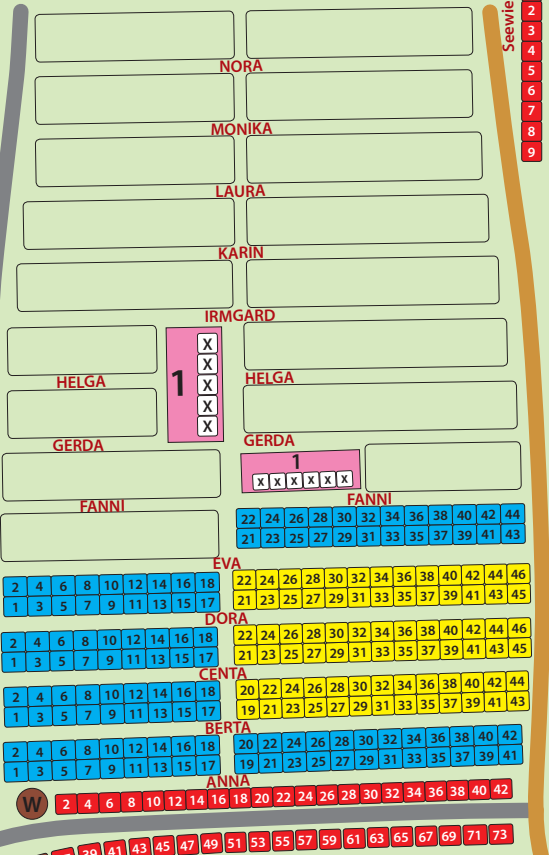 Seewie
2
3
4
5
6
7
8
9
NORA
MONIKA
LAURA
KARIN
IRMGARD
1
X
X
X
X
X
HELGA
HELGA
GERDA
GERDA
1
X X X X X X
FANNI
FANNI
22 24 26 28 30 32 34 36 38 40 42 44
21 23 25 27 29 31 33 35 37 39 41 43
EVA
2 4 6 8 10 12 14 16 18
1 3 5 7 9 11 13 15 17
22 24 26 28 30 32 34 36 38 40 42 44 46
21 23 25 27 29 31 33 35 37 39 41 43 45
DORA
2 4 6 8 10 12 14 16 18
1 3 5 7 9 11 13 15 17
22 24 26 28 30 32 34 36 38 40 42 44 46
21 23 25 27 29 31 33 35 37 39 41 43 45
CENTA
2 4 6 8 10 12 14 16 18
1 3 5 7 9 11 13 15 17
20 22 24 26 28 30 32 34 36 38 40 42 44
19 21 23 25 27 29 31 33 35 37 39 41 43
BERTA
2 4 6 8 10 12 14 16 18
1 3 5 7 9 11 13 15 17
20 22 24 26 28 30 32 34 36 38 40 42
19 21 23 25 27 29 31 33 35 37 39 41
ANNA
W
2 4 6 8 10 12 14 16 18 20 22 24 26 28 30 32 34 36 38 40 42
39 41 43 45 47 49 51 53 55 57 59 61 63 65 67 69 71 73